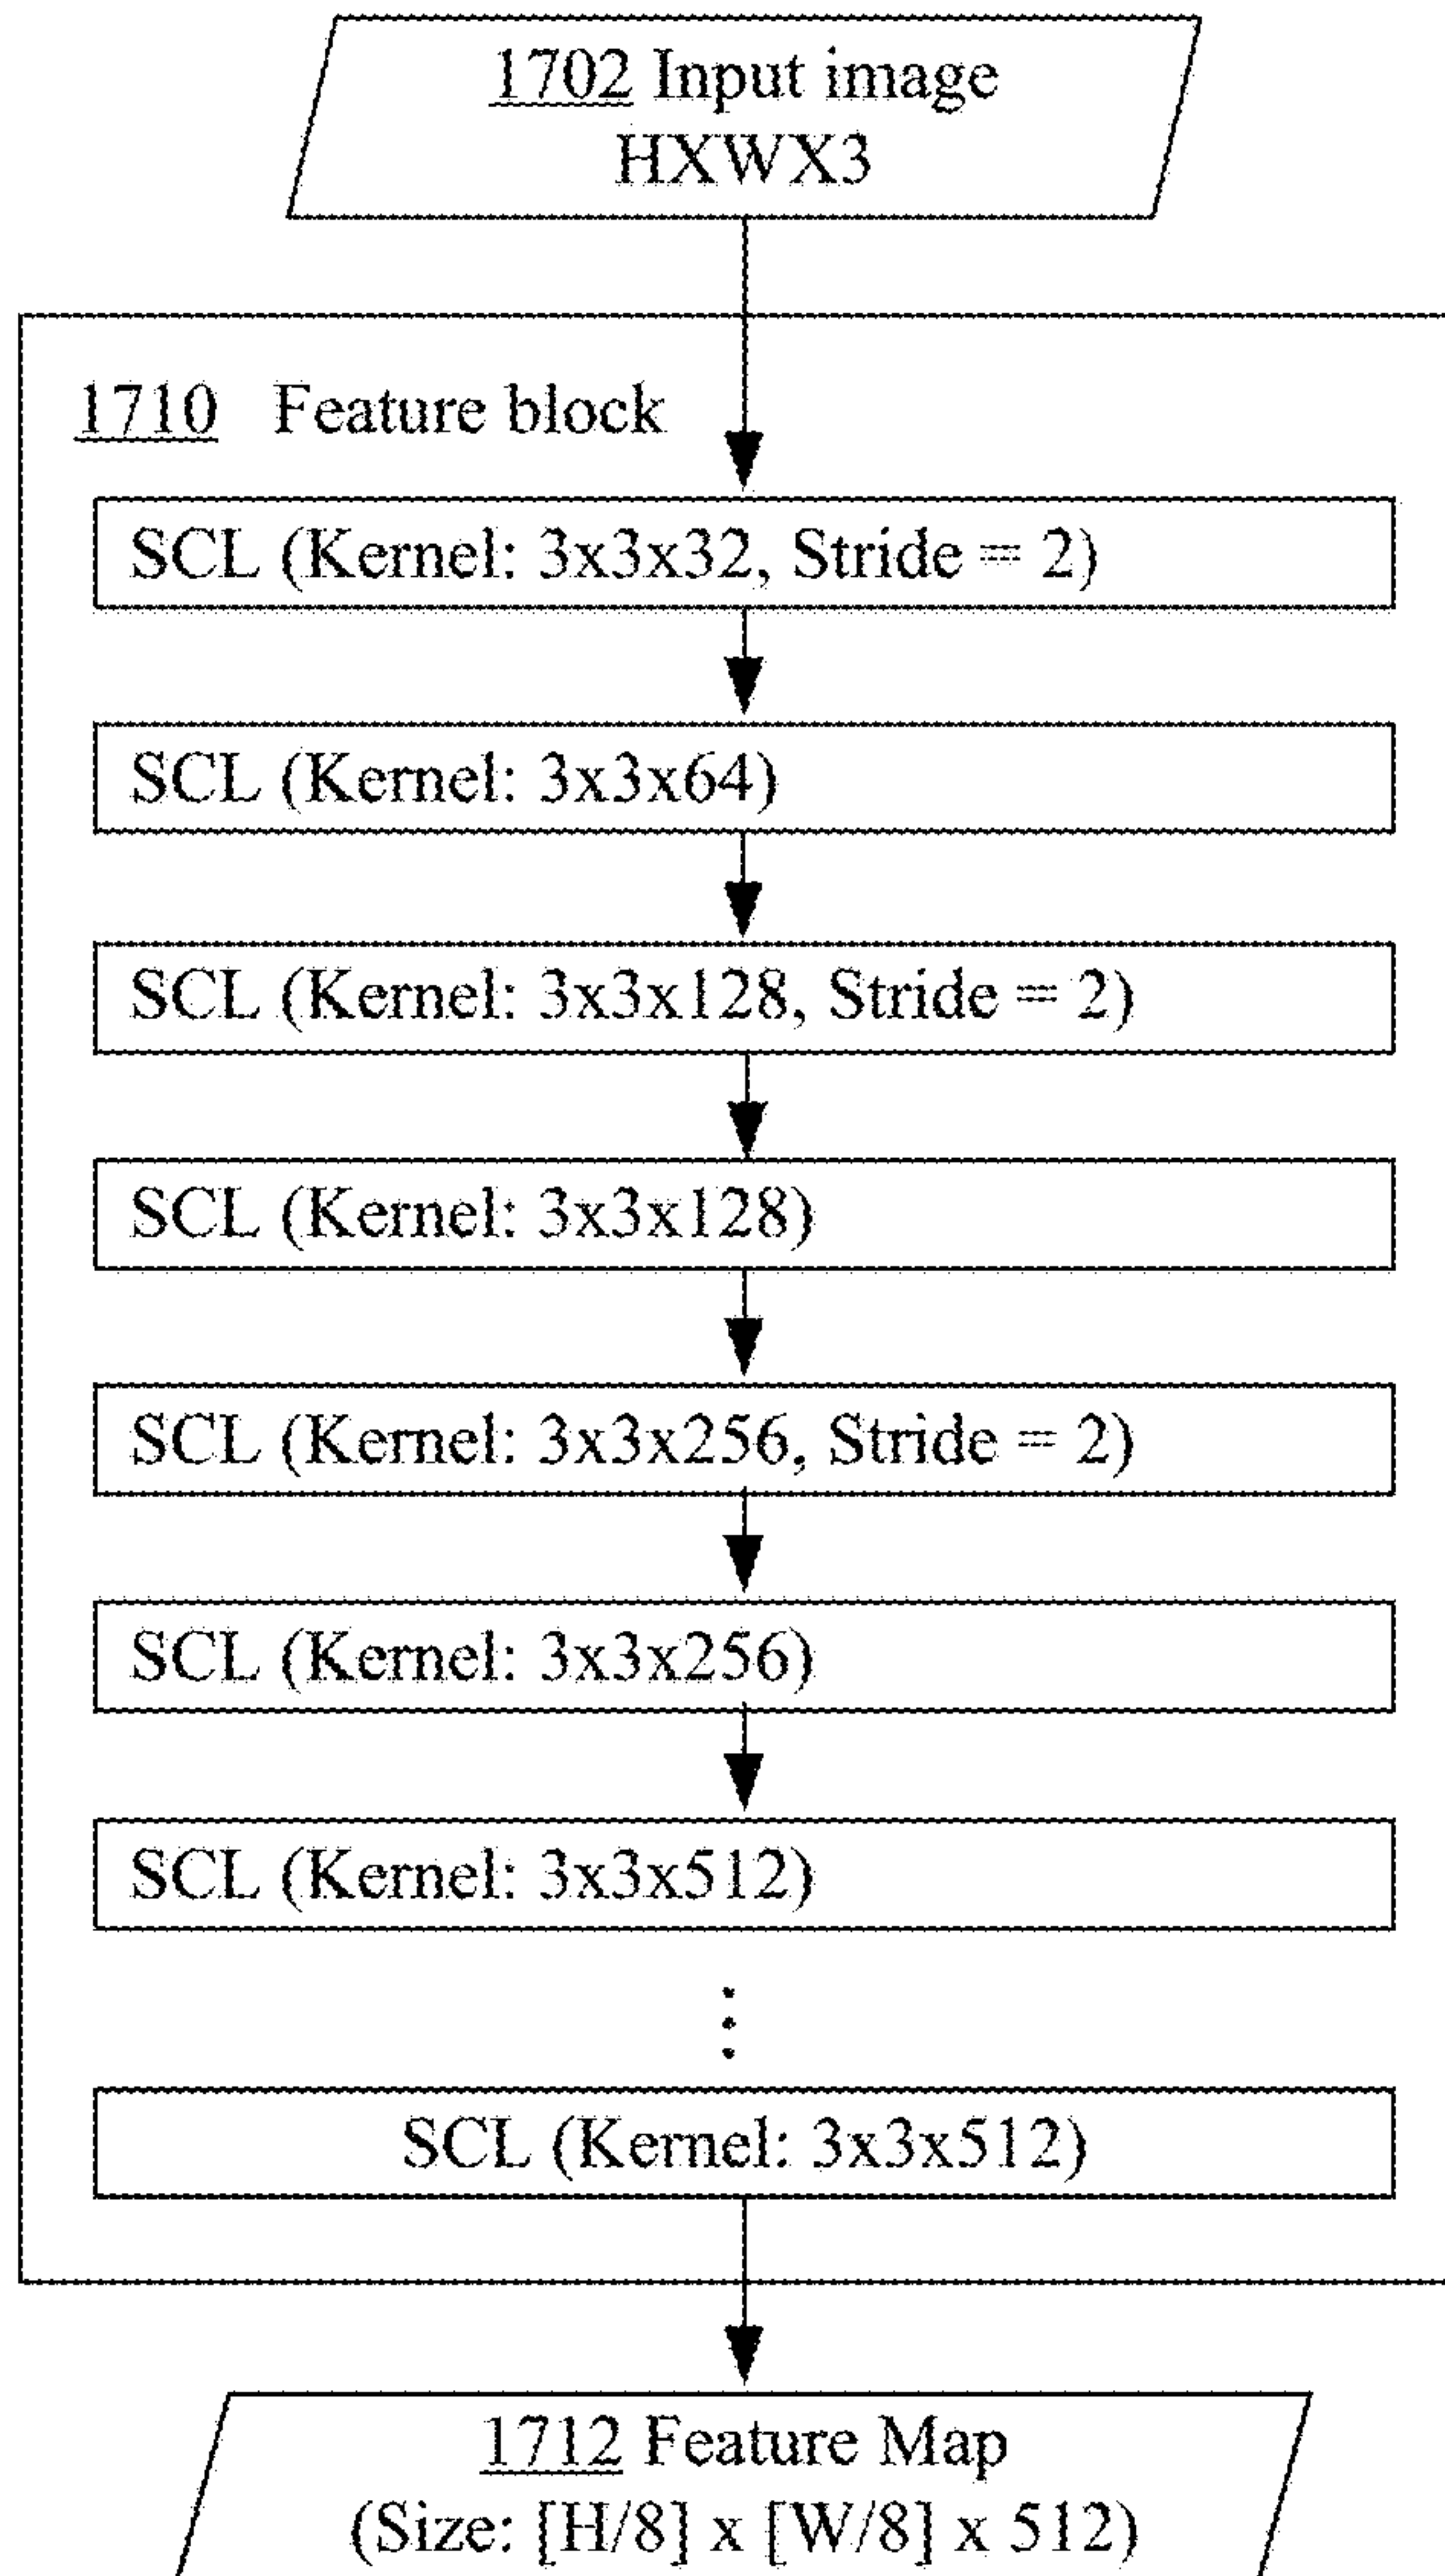 1702 Input image
HXWX3
1710 Feature block
SCL (Kernel: 3x3x32, Stride = 2)
SCL (Kernel: 3x3x64)
SCL (Kernel: 3x3x128, Stride = 2)
SCL (Kernel: 3x3x128)
SCL (Kernel: 3x3x256, Stride = 2)
SCL (Kernel: 3x3x256)
SCL (Kernel: 3x3x512)
⋮
SCL (Kernel: 3x3x512)
1712 Feature Map
(Size: [H/8] x [W/8] x 512)